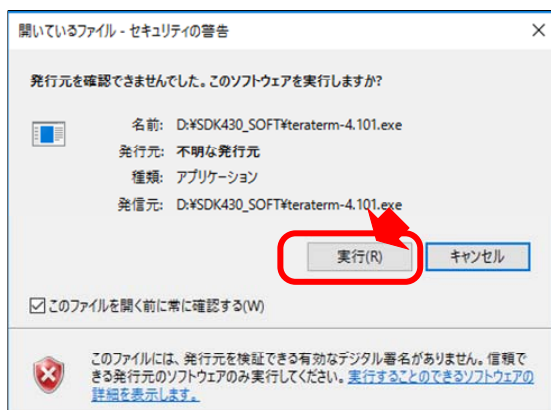 開いているファイル - セキュリティの警告
発行元を確認できませんでした。このソフトウェアを実行しますか?
名前: D:¥SDK430_SOFT¥teraterm-4.101.exe
発行元: 不明な発行元
種類: アプリケーション
発信元: D:¥SDK430_SOFT¥teraterm-4.101.exe
実行(R) キャンセル
このファイルを開く前に常に確認する(W)
このファイルには、発行元を検証できる有効なデジタル署名がありません。信頼で
きる発行元のソフトウェアのみ実行してください。実行することのできるソフトウェアの
詳細を表示します。